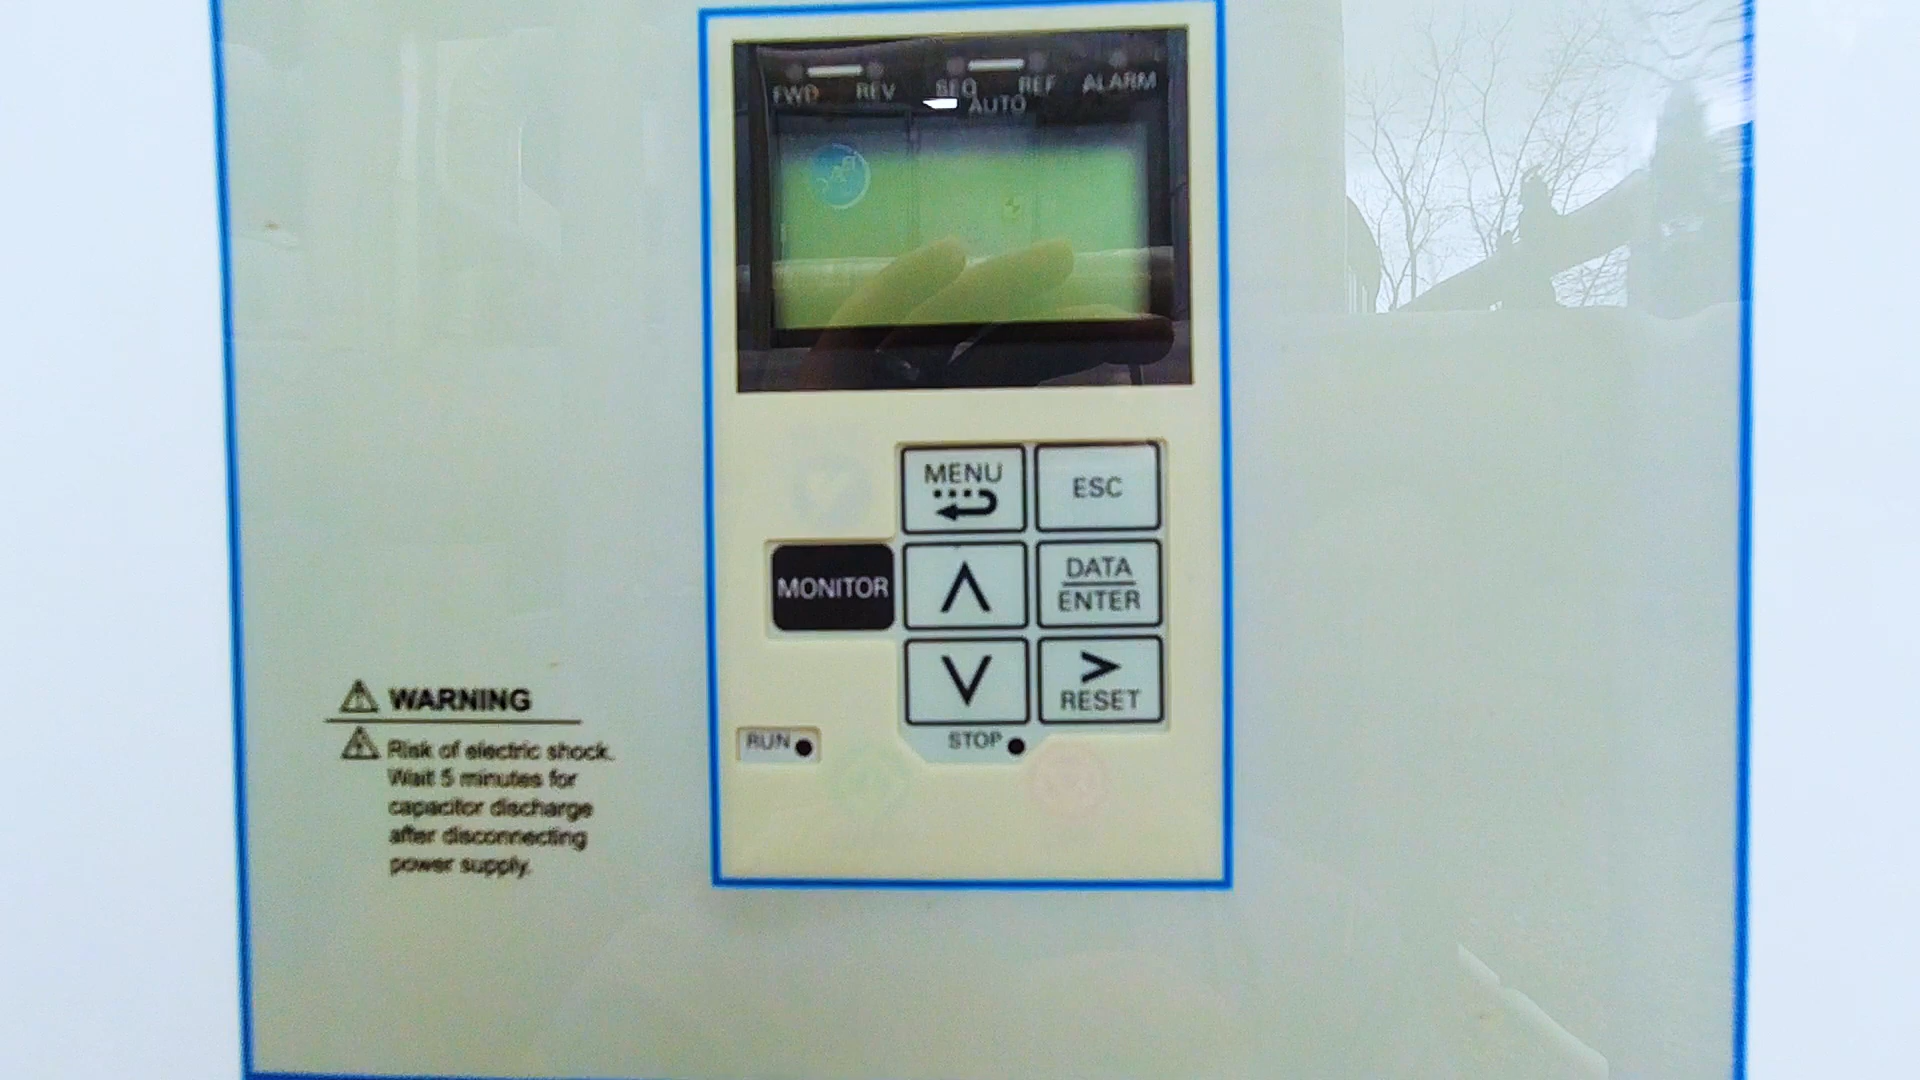 FWD REV SEQ REF ALARM
AUTO
MENU
ESC
MONITOR
DATA
ENTER
>
RESET
RUN
STOP
WARNING
Risk of electric shock.
Wait 5 minutes for
capacitor discharge
after disconnecting
power supply.